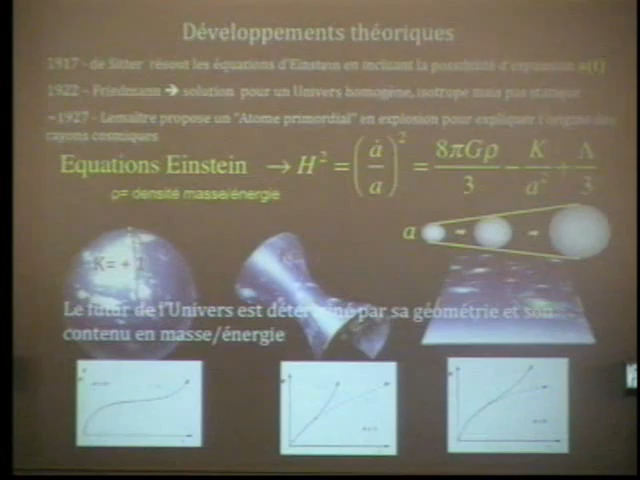 Développements théoriques
1917 - de Sitter résout les équations d'Einstein en incluant la possibilité d'expansion a(t)
1922 – Friedmann ➔ solution pour un Univers homogène, isotrope mais pas statique
~1927 - Lemaître propose un "Atome primordial" en explosion pour expliquer l'origine des
rayons cosmiques
Equations Einstein → H² = (ȧ/a)² = 8πGρ/3 − K/a² + Λ/3
ρ= densité masse/énergie
a
K= + 1
Le futur de l'Univers est déterminé par sa géométrie et son
contenu en masse/énergie